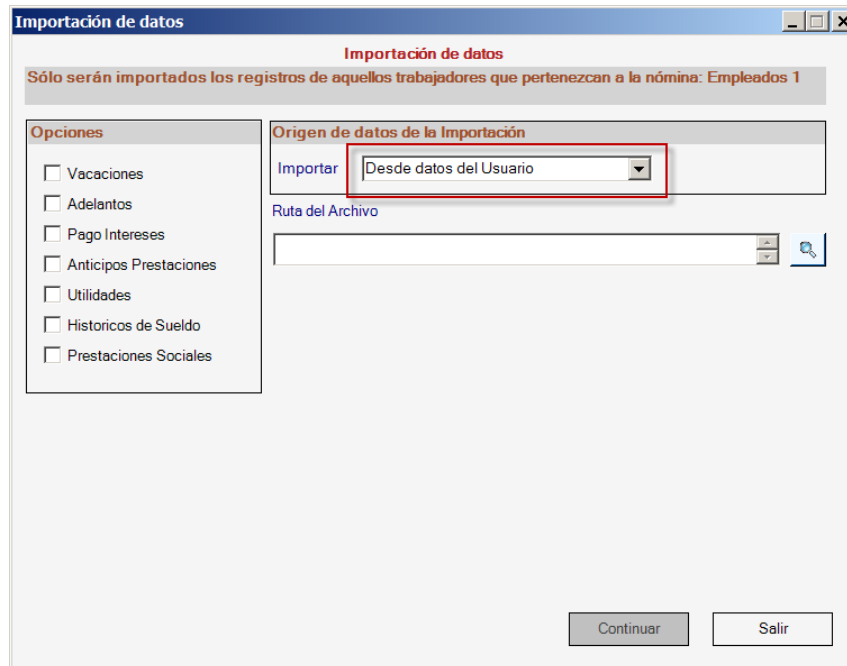 Importación de datos
Importación de datos
Sólo serán importados los registros de aquellos trabajadores que pertenezcan a la nómina: Empleados 1
Opciones
Vacaciones
Adelantos
Pago Intereses
Anticipos Prestaciones
Utilidades
Historicos de Sueldo
Prestaciones Sociales
Origen de datos de la Importación
Importar Desde datos del Usuario
Ruta del Archivo
Continuar Salir